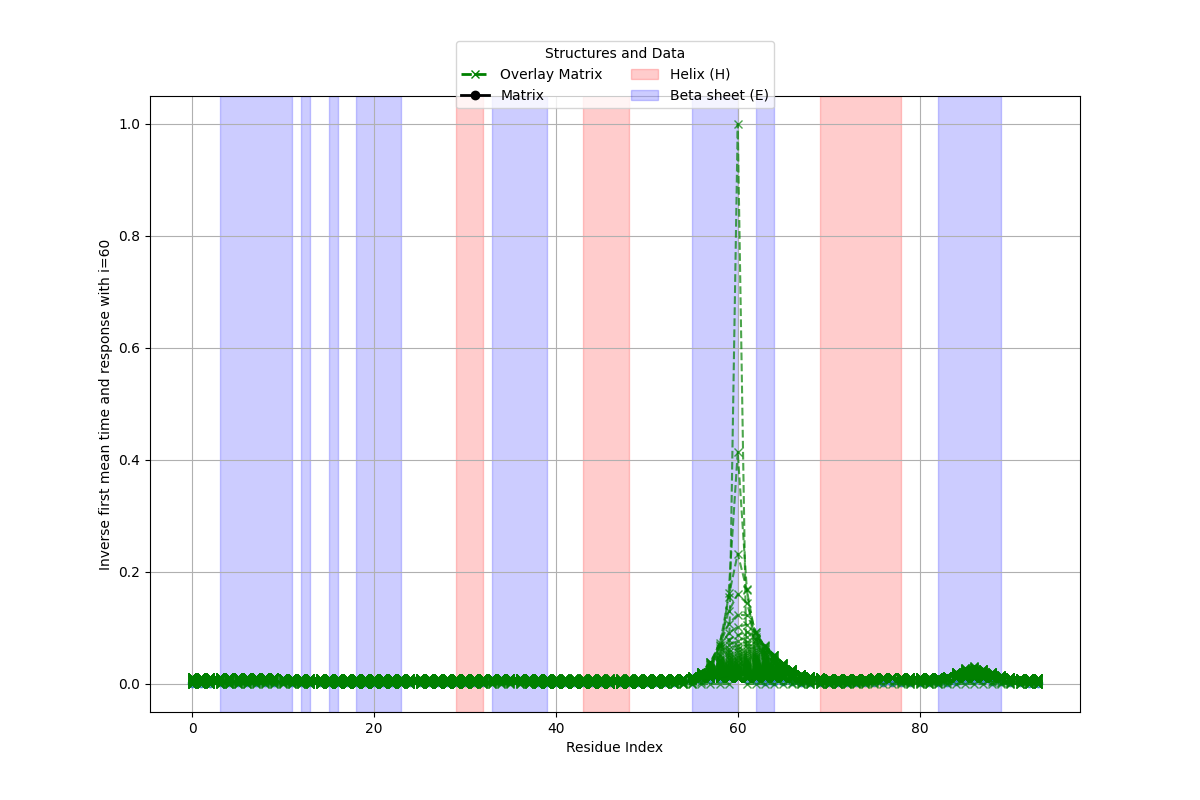 Structures and Data
Overlay Matrix
Matrix
Helix (H)
Beta sheet (E)
1.0
0.8
0.6
0.4
0.2
0.0
Inverse first mean time and response with i=60
0 20 40 60 80
Residue Index